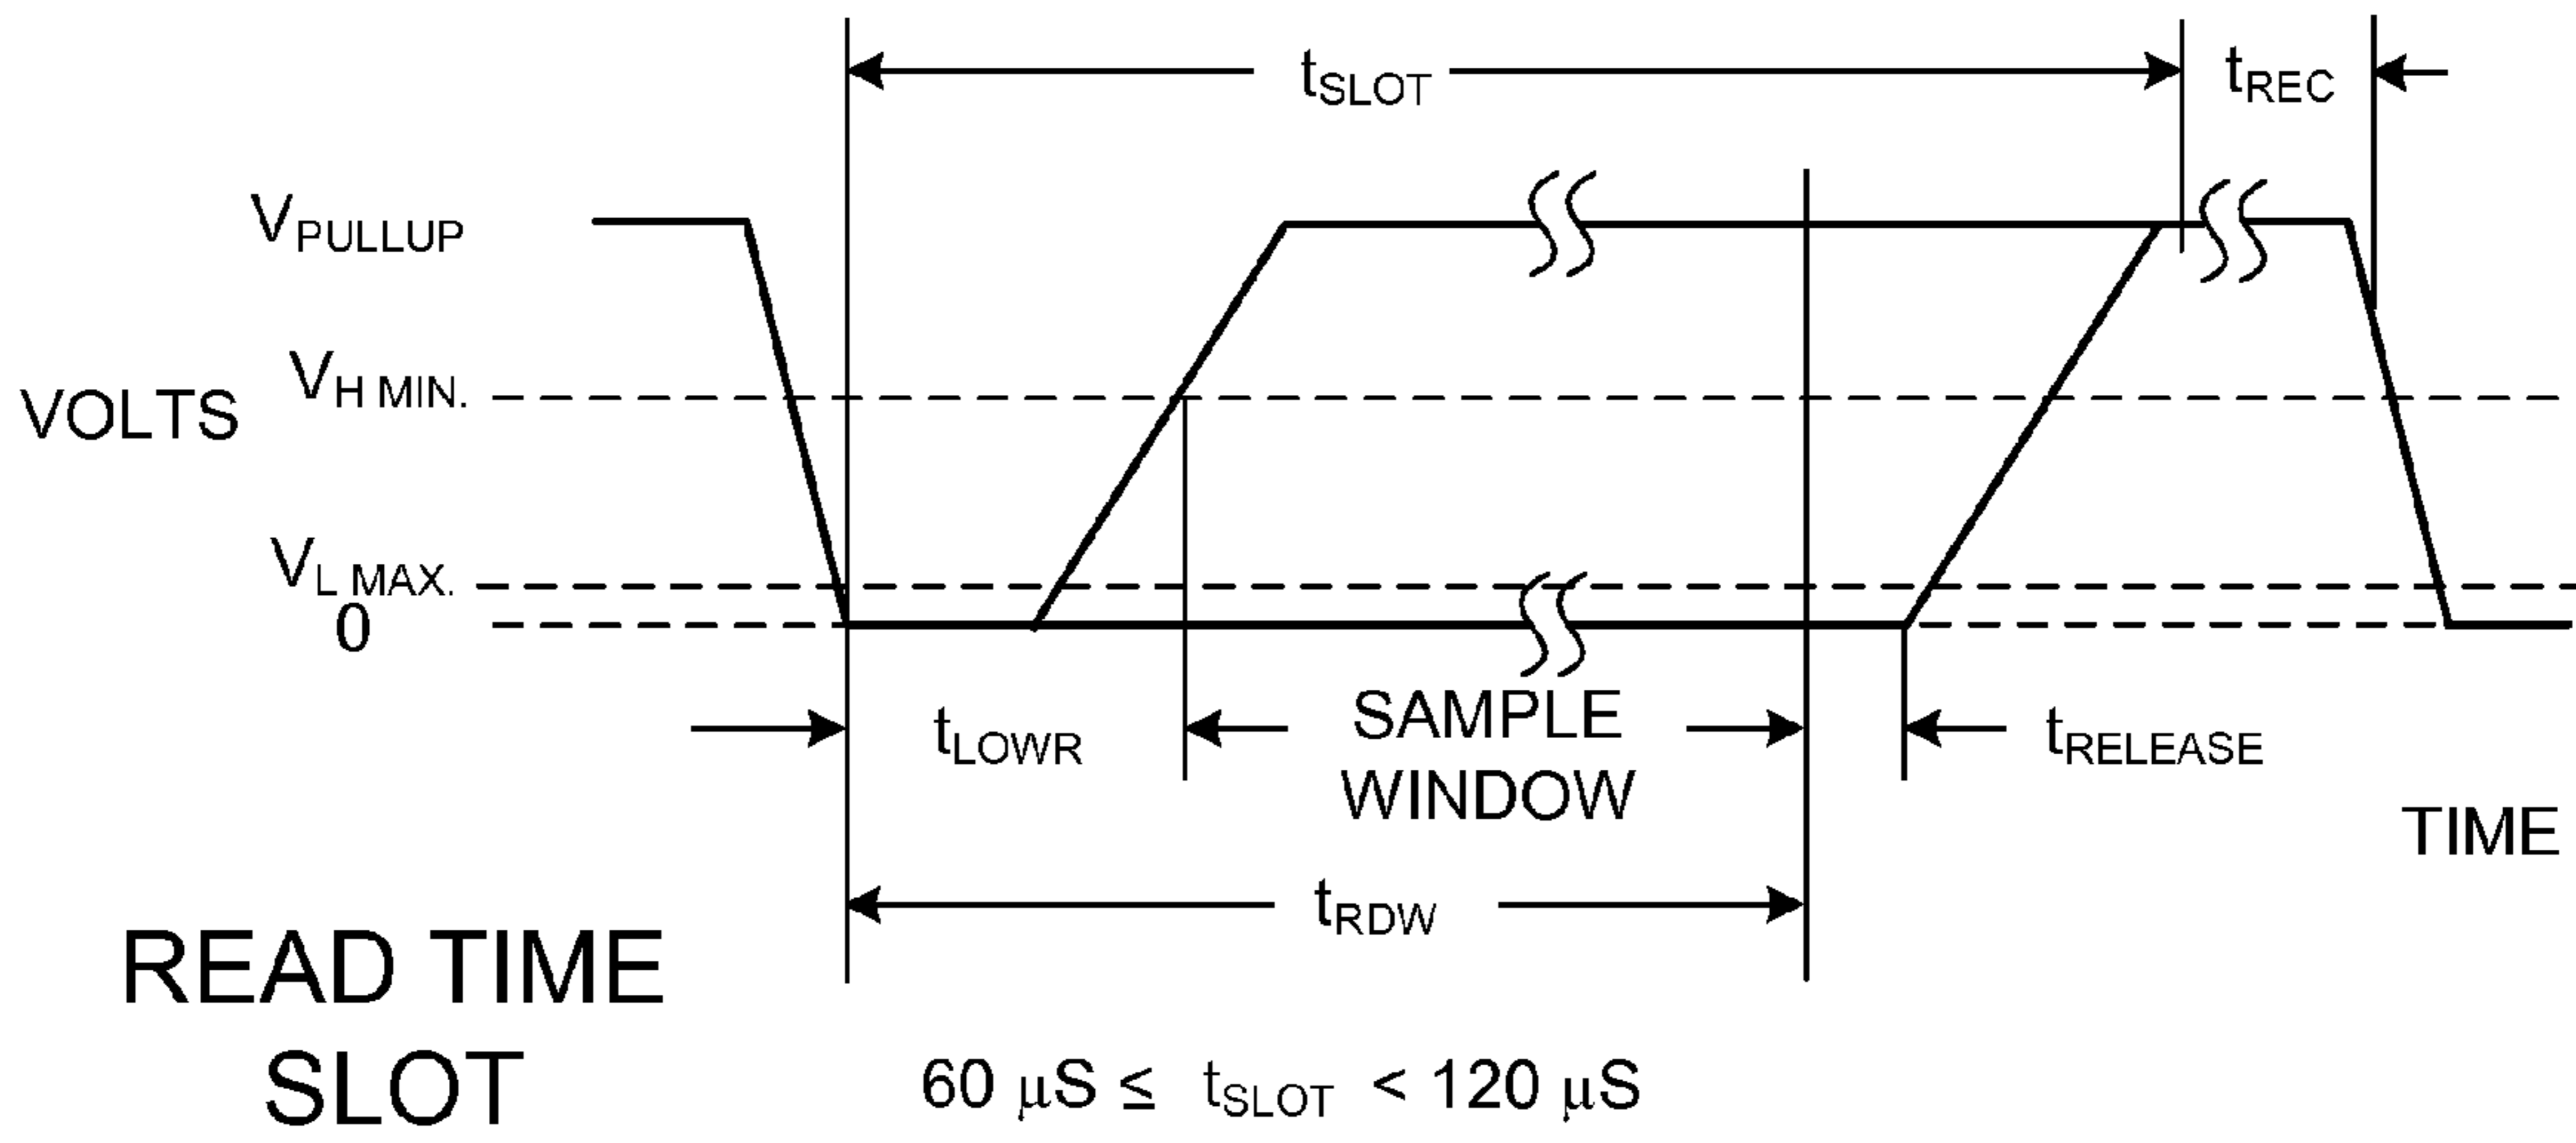 tSLOT
tREC
VPULLUP
VH MIN.
VOLTS
VL MAX.
0
tLOWR
SAMPLE
WINDOW
tRELEASE
TIME
tRDW
READ TIME
SLOT
60 μS ≤ tSLOT < 120 μS